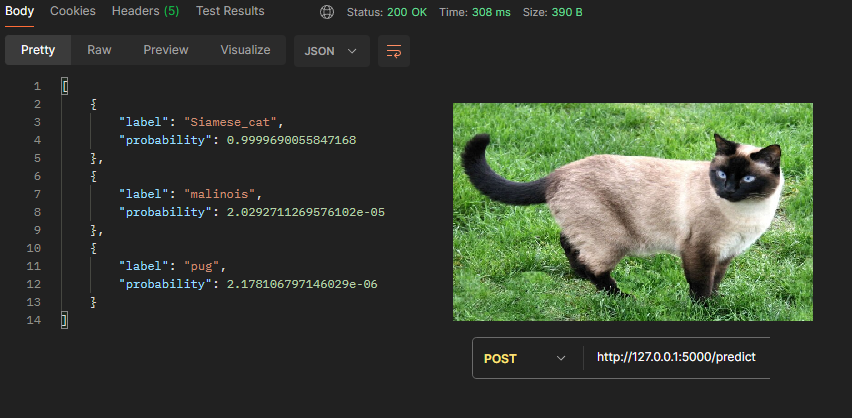 Body Cookies Headers (5) Test Results Status: 200 OK Time: 308 ms Size: 390 B
Pretty Raw Preview Visualize JSON
1 [
2 {
3 "label": "Siamese_cat",
4 "probability": 0.9999690055847168
5 },
6 {
7 "label": "malinois",
8 "probability": 2.0292711269576102e-05
9 },
10 {
11 "label": "pug",
12 "probability": 2.178106797146029e-06
13 }
14 ]
POST http://127.0.0.1:5000/predict